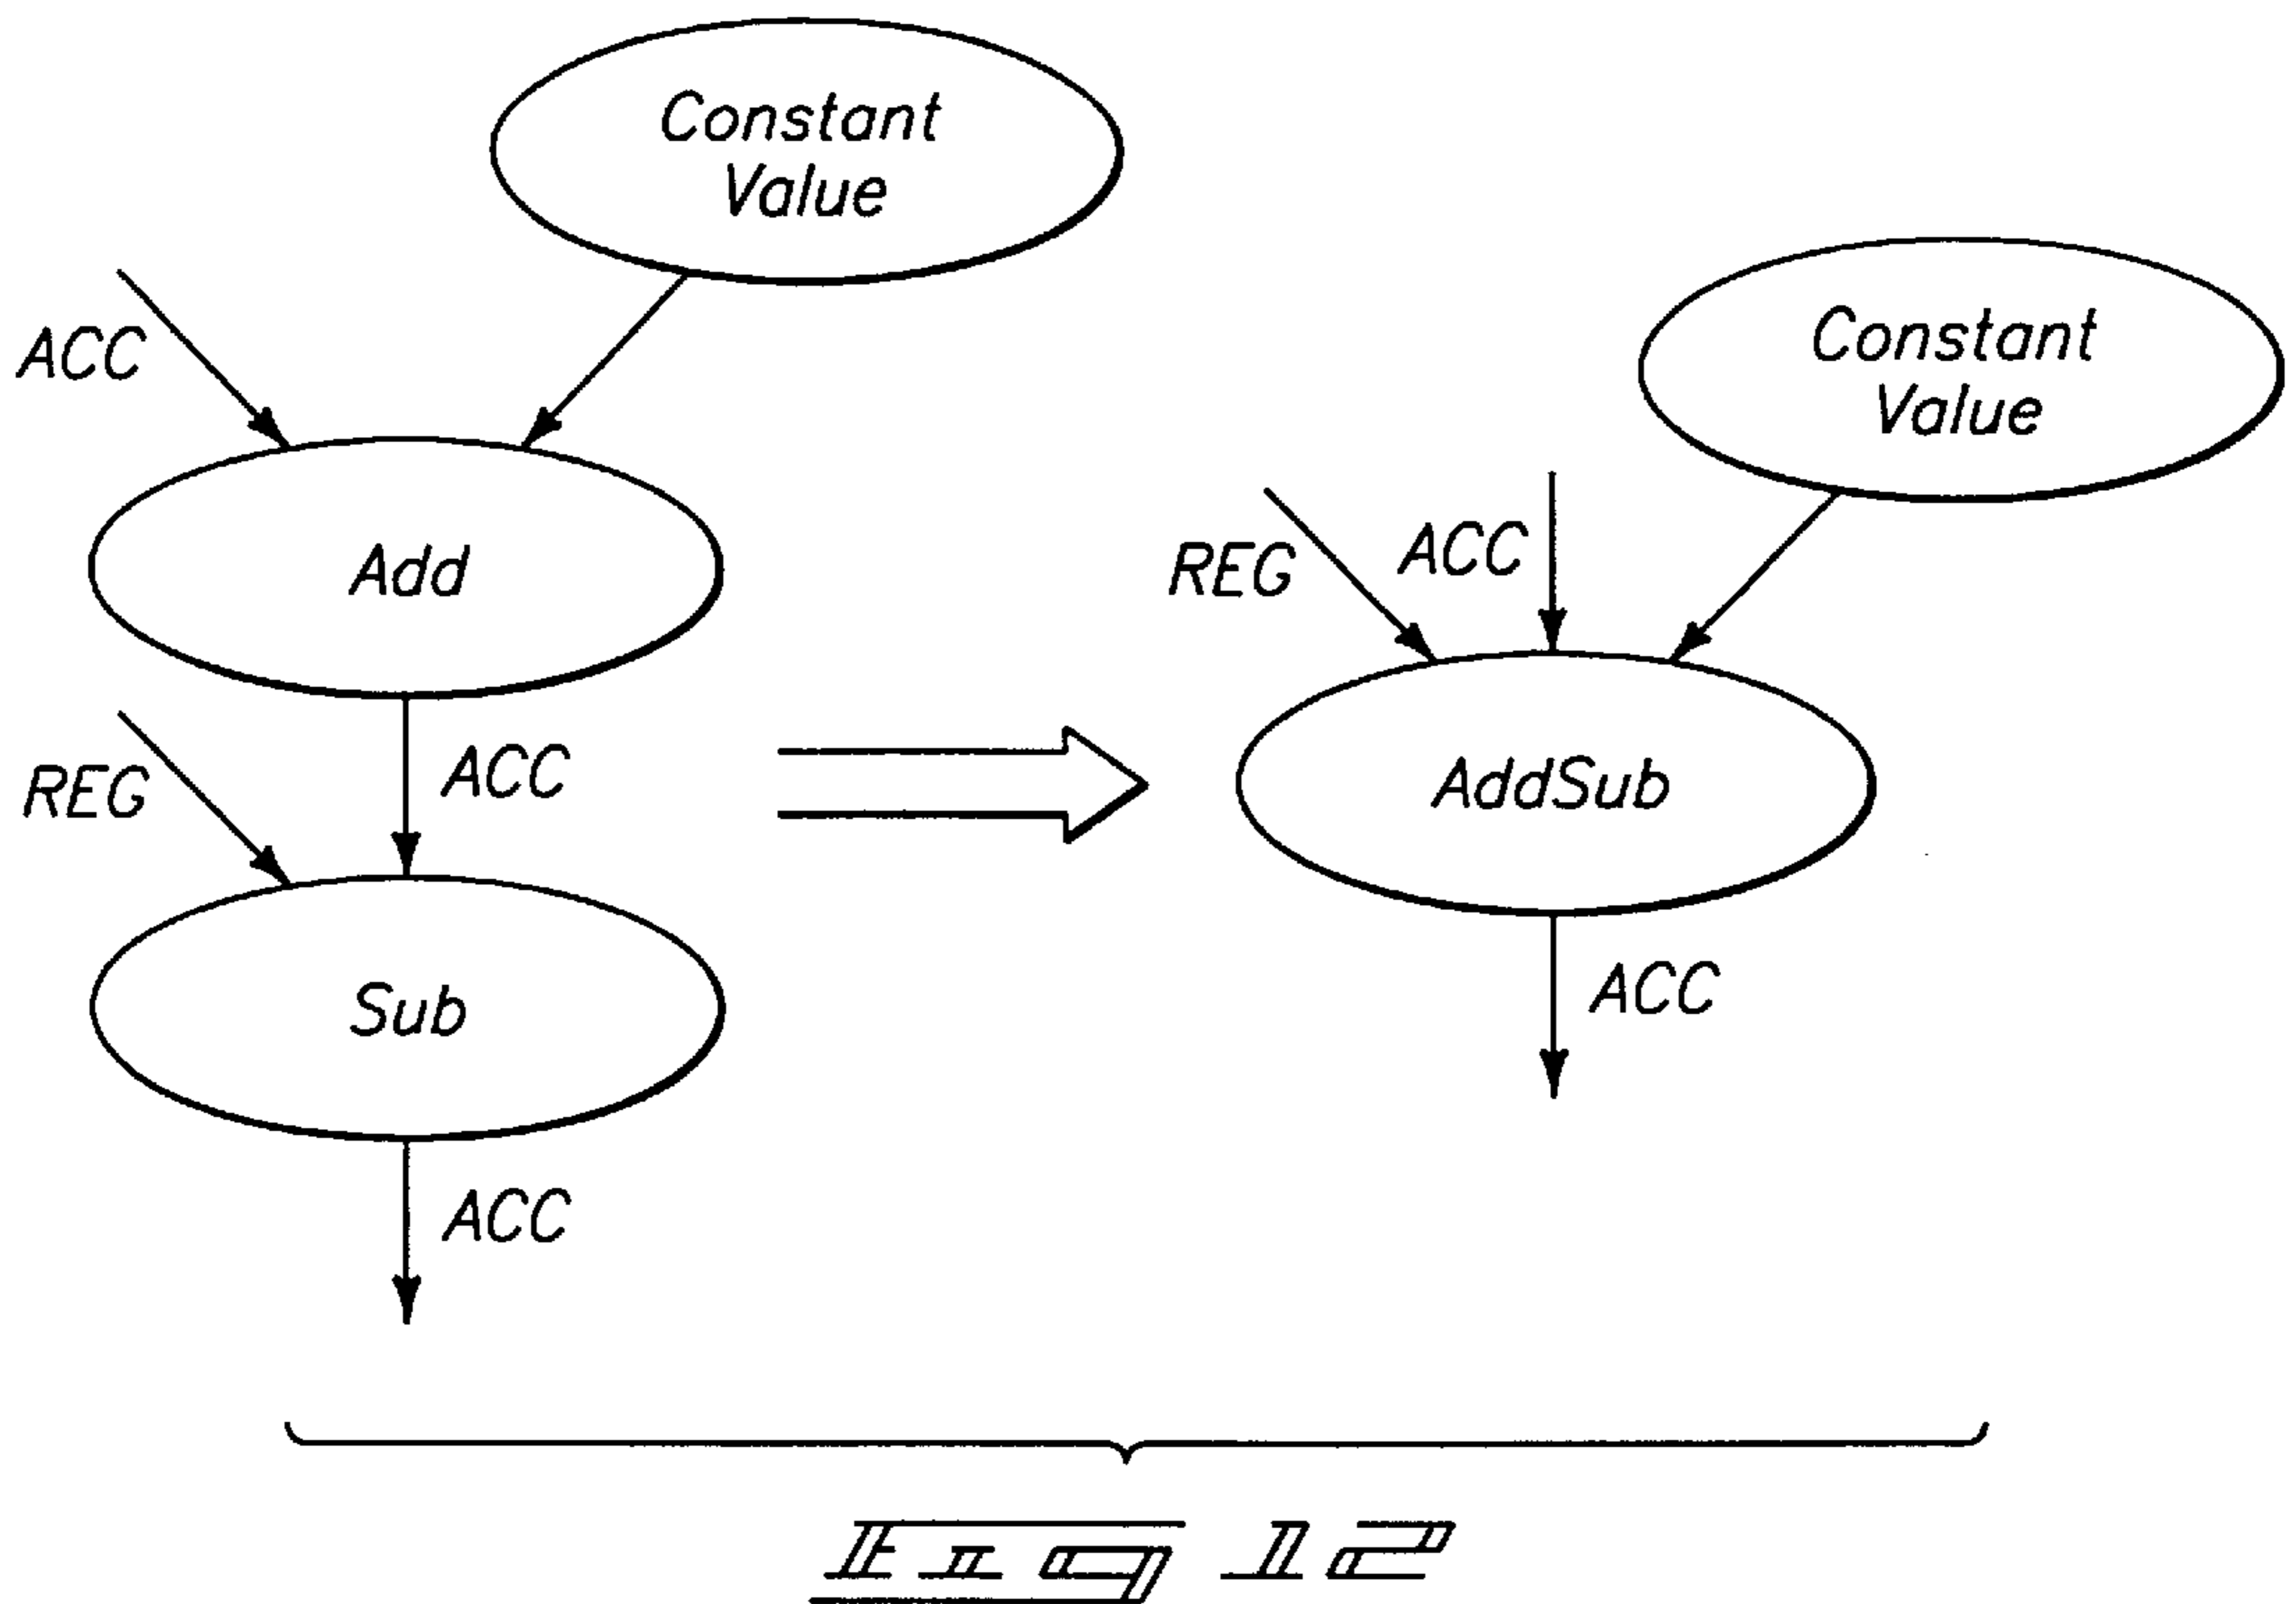 Constant
Value
ACC
Add
REG
ACC
Sub
ACC
Constant
Value
REG
ACC
AddSub
ACC
Fig 12